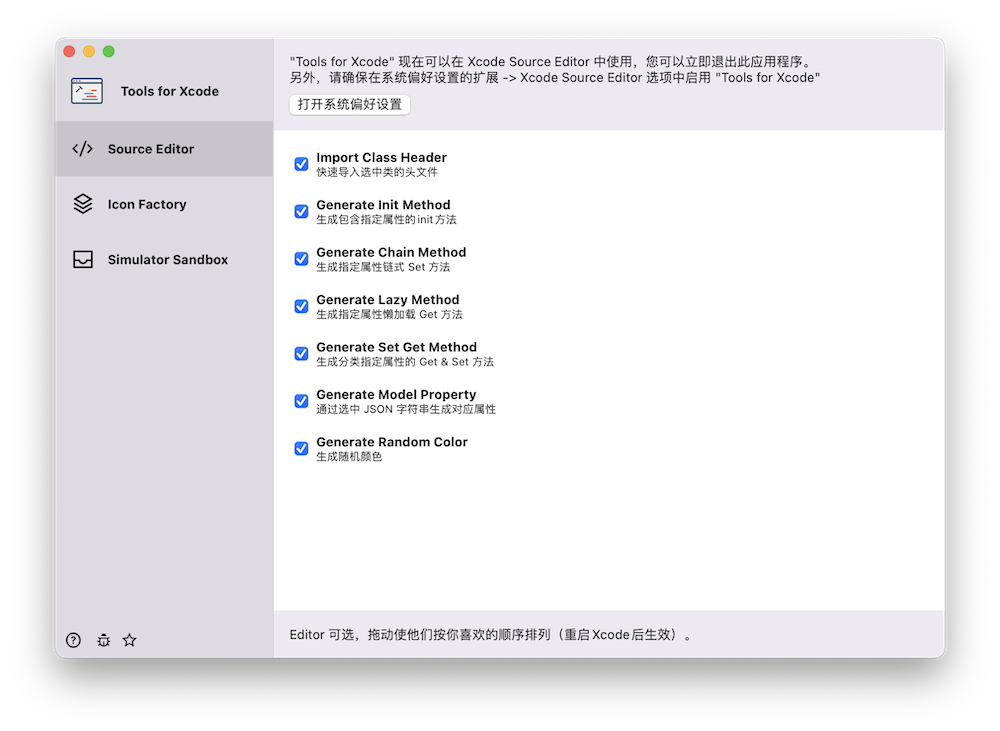 Tools for Xcode
Source Editor
Icon Factory
Simulator Sandbox
"Tools for Xcode" 现在可以在 Xcode Source Editor 中使用，您可以立即退出此应用程序。
另外，请确保在系统偏好设置的扩展 -> Xcode Source Editor 选项中启用 "Tools for Xcode"
打开系统偏好设置
Import Class Header
快速导入选中类的头文件
Generate Init Method
生成包含指定属性的init方法
Generate Chain Method
生成指定属性链式 Set 方法
Generate Lazy Method
生成指定属性懒加载 Get 方法
Generate Set Get Method
生成分类指定属性的 Get & Set 方法
Generate Model Property
通过选中 JSON 字符串生成对应属性
Generate Random Color
生成随机颜色
Editor 可选，拖动使他们按你喜欢的顺序排列（重启Xcode后生效）。